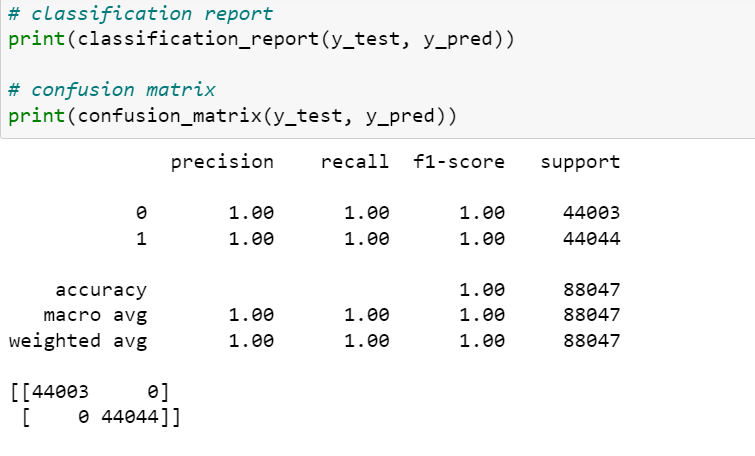 # classification report
print(classification_report(y_test, y_pred))
# confusion matrix
print(confusion_matrix(y_test, y_pred))
precision recall f1-score support
0 1.00 1.00 1.00 44003
1 1.00 1.00 1.00 44044
accuracy 1.00 88047
macro avg 1.00 1.00 1.00 88047
weighted avg 1.00 1.00 1.00 88047
[[44003 0]
[ 0 44044]]